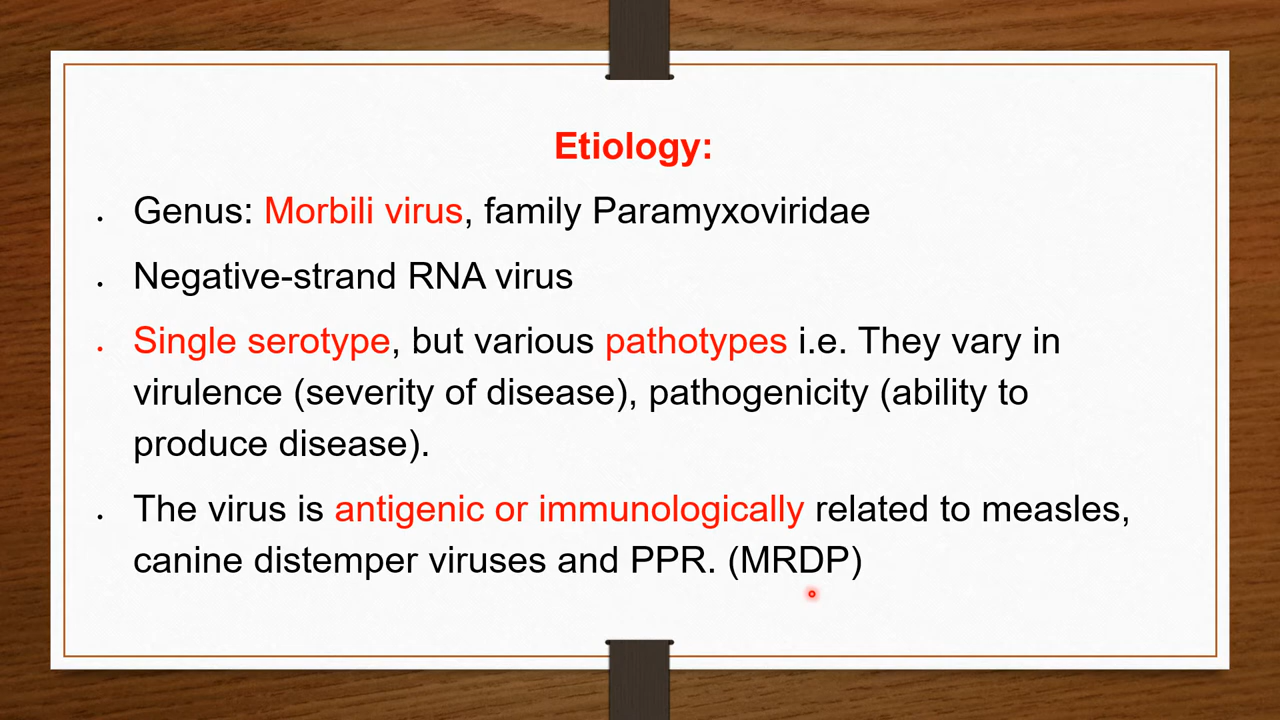 Etiology:
. Genus: Morbili virus, family Paramyxoviridae
. Negative-strand RNA virus
. Single serotype, but various pathotypes i.e. They vary in
virulence (severity of disease), pathogenicity (ability to
produce disease).
. The virus is antigenic or immunologically related to measles,
canine distemper viruses and PPR. (MRDP)